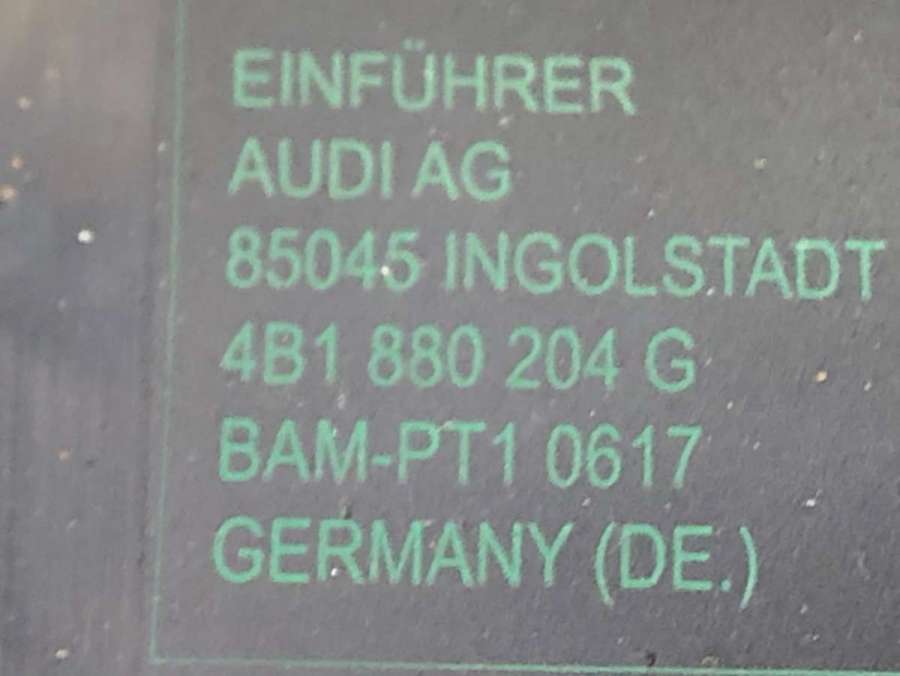 EINFÜHRER
AUDI AG
85045 INGOLSTADT
4B1 880 204 G
BAM-PT1 0617
GERMANY (DE.)